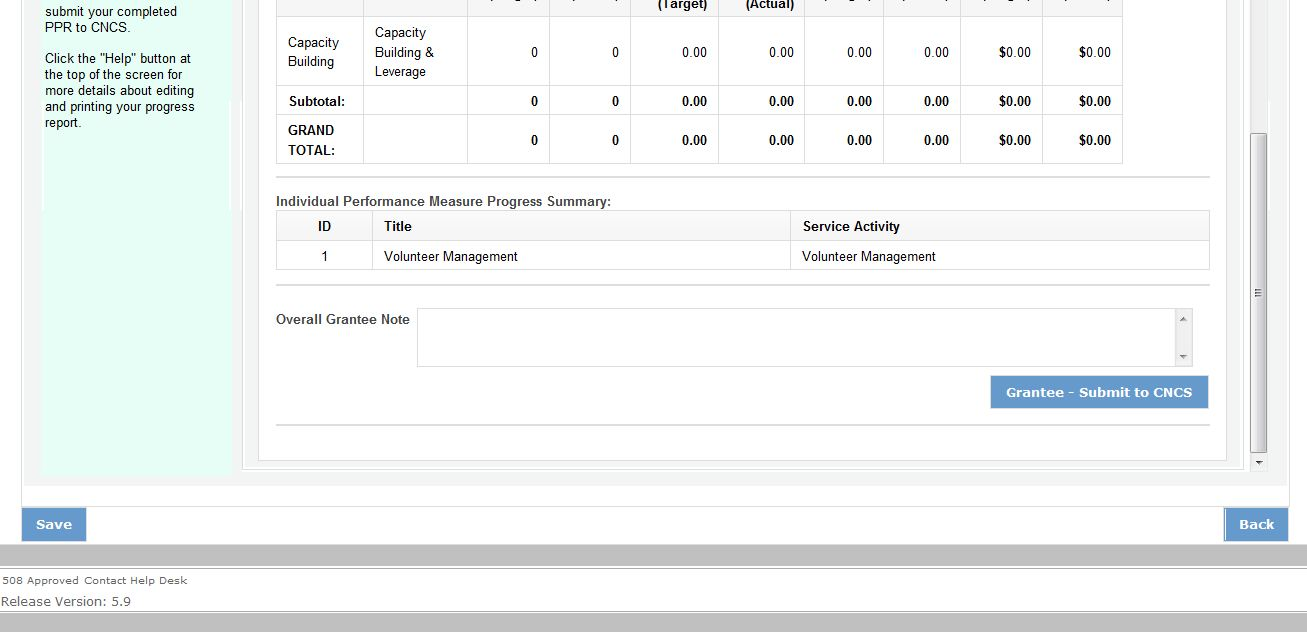 submit your completed
PPR to CNCS.
Click the "Help" button at
the top of the screen for
more details about editing
and printing your progress
report.
(Target) (Actual)
Capacity Building Capacity Building & Leverage 0 0 0.00 0.00 0.00 0.00 $0.00 $0.00
Subtotal: 0 0 0.00 0.00 0.00 0.00 $0.00 $0.00
GRAND TOTAL: 0 0 0.00 0.00 0.00 0.00 $0.00 $0.00
Individual Performance Measure Progress Summary:
ID Title Service Activity
1 Volunteer Management Volunteer Management
Overall Grantee Note
Grantee - Submit to CNCS
Save Back
508 Approved Contact Help Desk
Release Version: 5.9